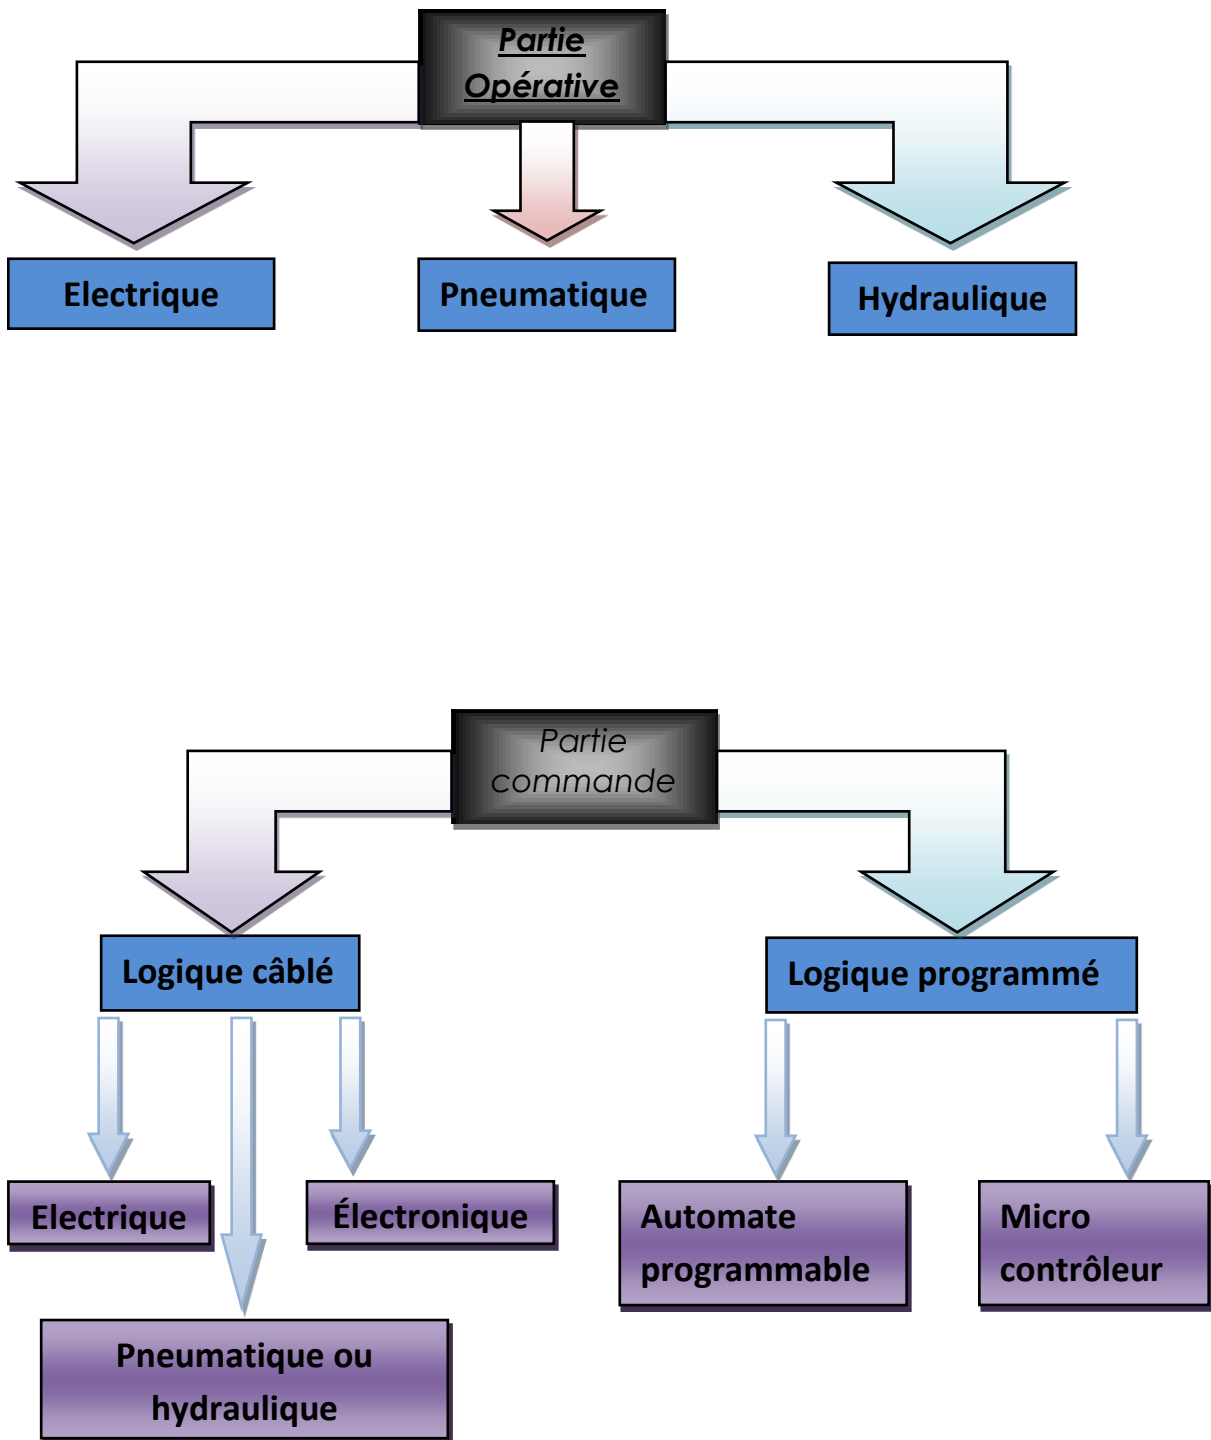 Partie
Opérative
Electrique
Pneumatique
Hydraulique
Partie
commande
Logique câblé
Logique programmé
Electrique
Électronique
Automate
programmable
Micro
contrôleur
Pneumatique ou
hydraulique